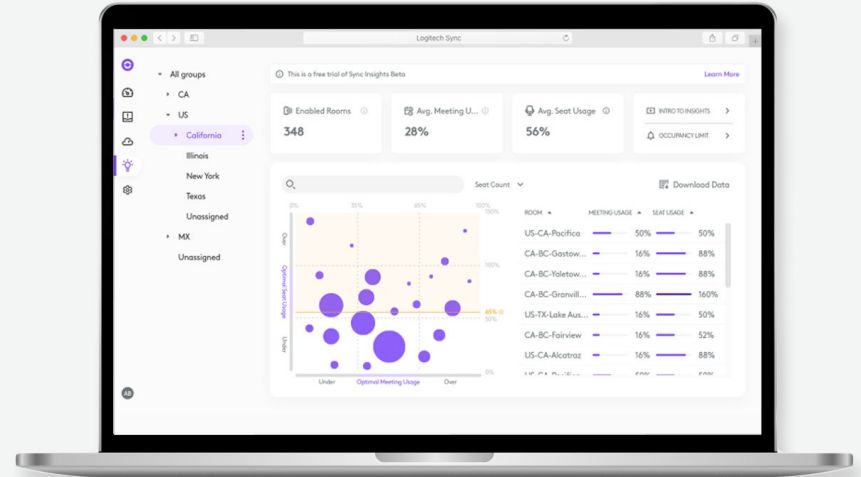 Logitech Sync
All groups
CA
US
California
Illinois
New York
Texas
Unassigned
MX
Unassigned
AB
This is a free trial of Sync Insights Beta
Learn More
Enabled Rooms
348
Avg. Meeting U...
28%
Avg. Seat Usage
56%
INTRO TO INSIGHTS
OCCUPANCY LIMIT
Seat Count
Download Data
0% 35% 65% 100%
150%
100%
50%
0%
Over
Optimal Seat Usage
Under
Under Optimal Meeting Usage Over
ROOM MEETING USAGE SEAT USAGE
US-CA-Pacifica 50% 50%
CA-BC-Gastow... 16% 88%
CA-BC-Yaletow... 16% 88%
CA-BC-Granvill... 88% 160%
US-TX-Lake Aus... 16% 50%
CA-BC-Fairview 16% 52%
US-CA-Alcatraz 16% 88%